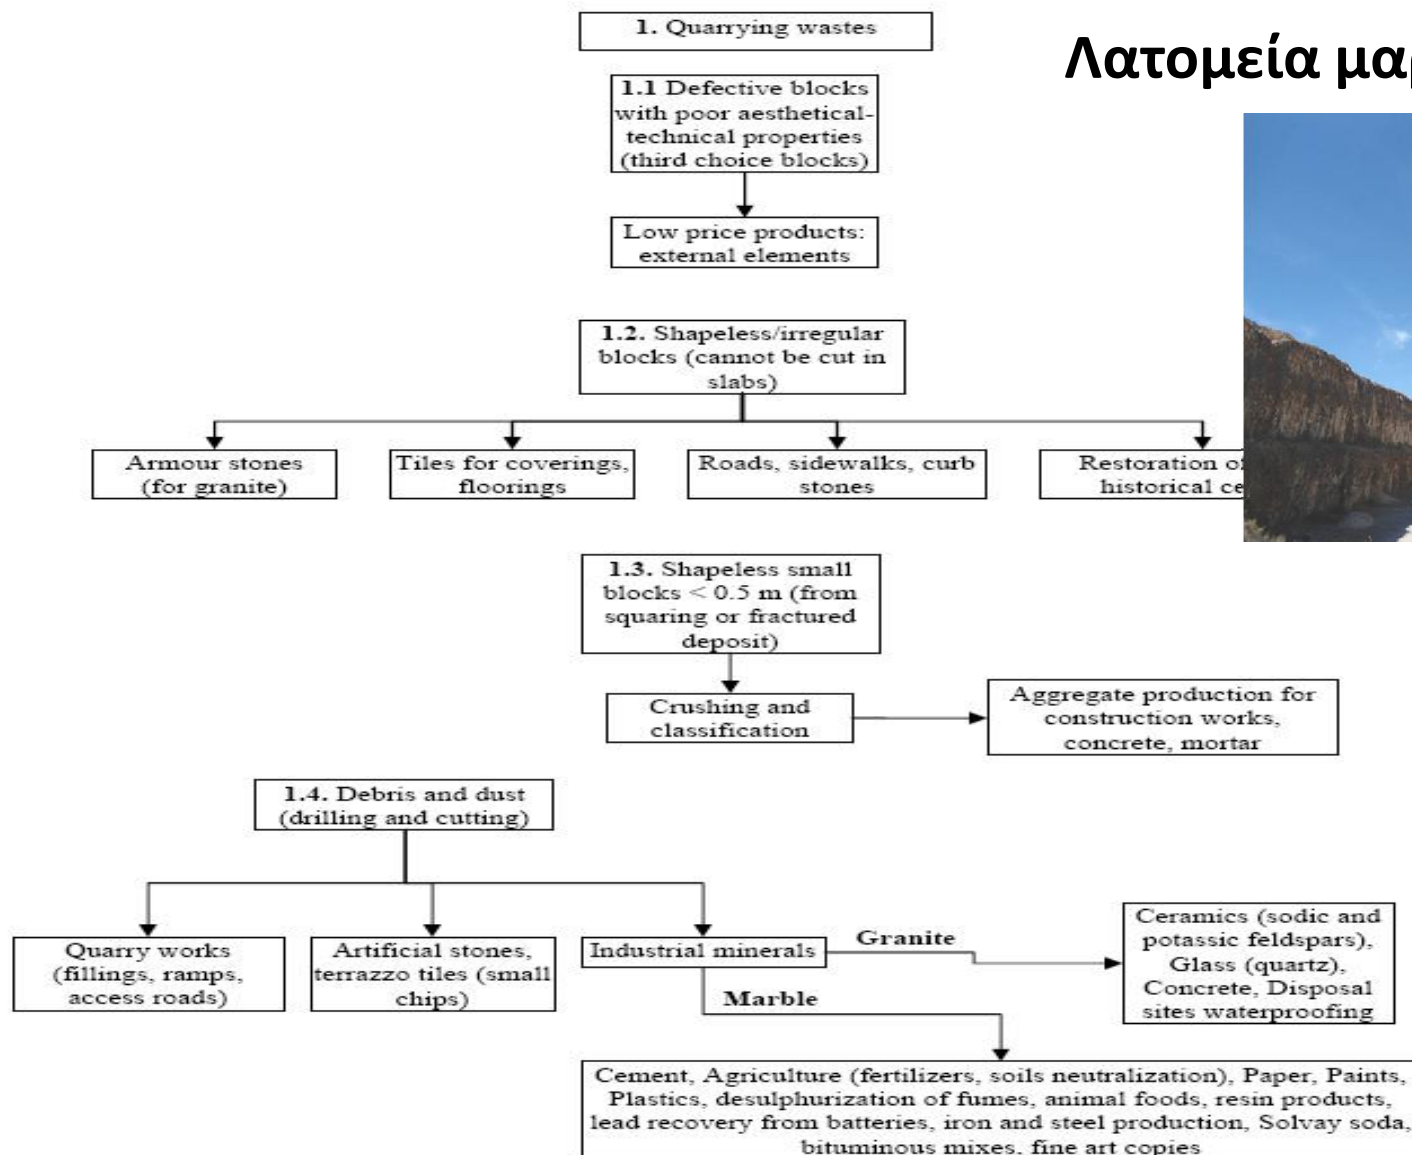 1. Quarrying wastes
Λατομεία
1.1 Defective blocks
with poor aesthetical-
technical properties
(third choice blocks)
Low price products:
external elements
1.2. Shapeless/irregular
blocks (cannot be cut in
slabs)
Armour stones
(for granite)
Tiles for coverings,
floorings
Roads, sidewalks, curb
stones
Restoration
historical
1.3. Shapeless small
blocks < 0.5 m (from
squaring or fractured
deposit)
Crushing and
classification
Aggregate production for
construction works,
concrete, mortar
1.4. Debris and dust
(drilling and cutting)
Quarry works
(fillings, ramps,
access roads)
Artificial stones,
terrazzo tiles (small
chips)
Industrial minerals
Granite
Marble
Ceramics (sodic and
potassic feldspars),
Glass (quartz),
Concrete, Disposal
sites waterproofing
Cement, Agriculture (fertilizers, soils neutralization), Paper, Paints,
Plastics, desulphurization of fumes, animal foods, resin products,
lead recovery from batteries, iron and steel production, Solvay soda,
bituminous mixes, fine art copies